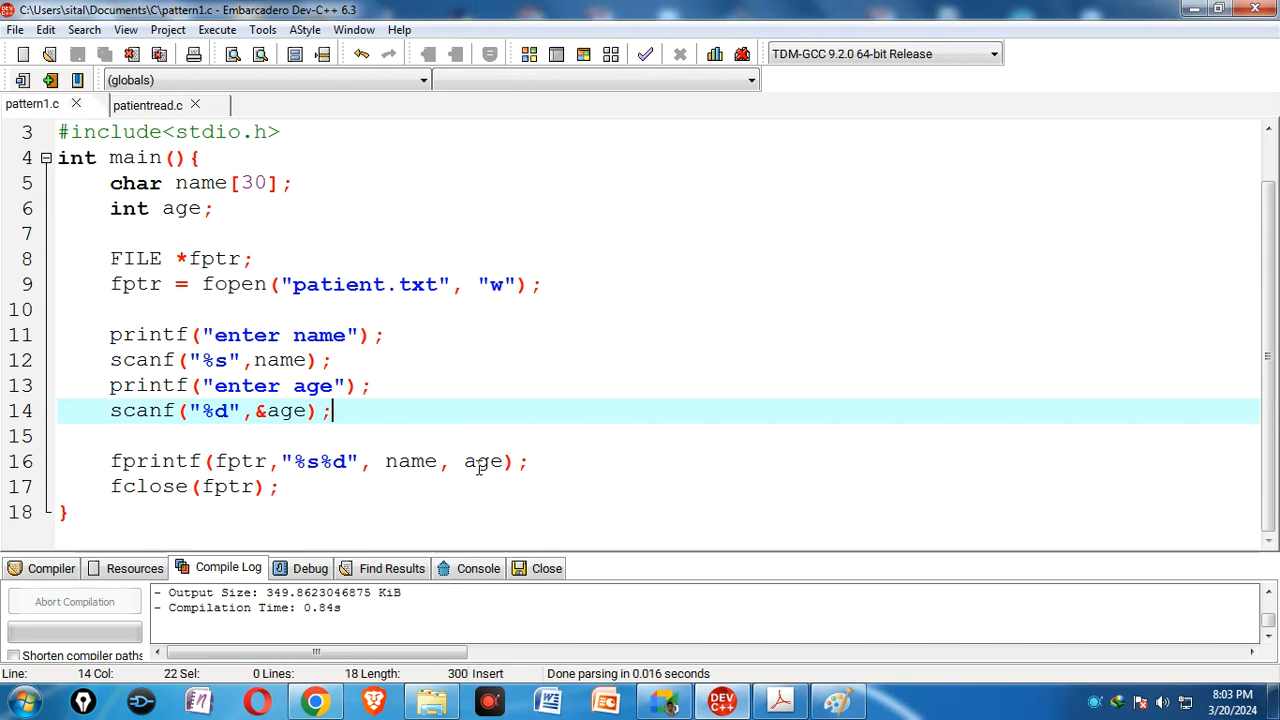 C:\Users\sital\Documents\C\pattern1.c - Embarcadero Dev-C++ 6.3
File Edit Search View Project Execute Tools AStyle Window Help
TDM-GCC 9.2.0 64-bit Release
(globals)
pattern1.c patientread.c
3 #include<stdio.h>
4 int main(){
5 char name[30];
6 int age;
7
8 FILE *fptr;
9 fptr = fopen("patient.txt", "w");
10
11 printf("enter name");
12 scanf("%s",name);
13 printf("enter age");
14 scanf("%d",&age);
15
16 fprintf(fptr,"%s%d", name, age);
17 fclose(fptr);
18 }
Compiler Resources Compile Log Debug Find Results Console Close
Abort Compilation
- Output Size: 349.8623046875 KiB
- Compilation Time: 0.84s
Shorten compiler paths
Line: 14 Col: 22 Sel: 0 Lines: 18 Length: 300 Insert Done parsing in 0.016 seconds
8:03 PM
3/20/2024